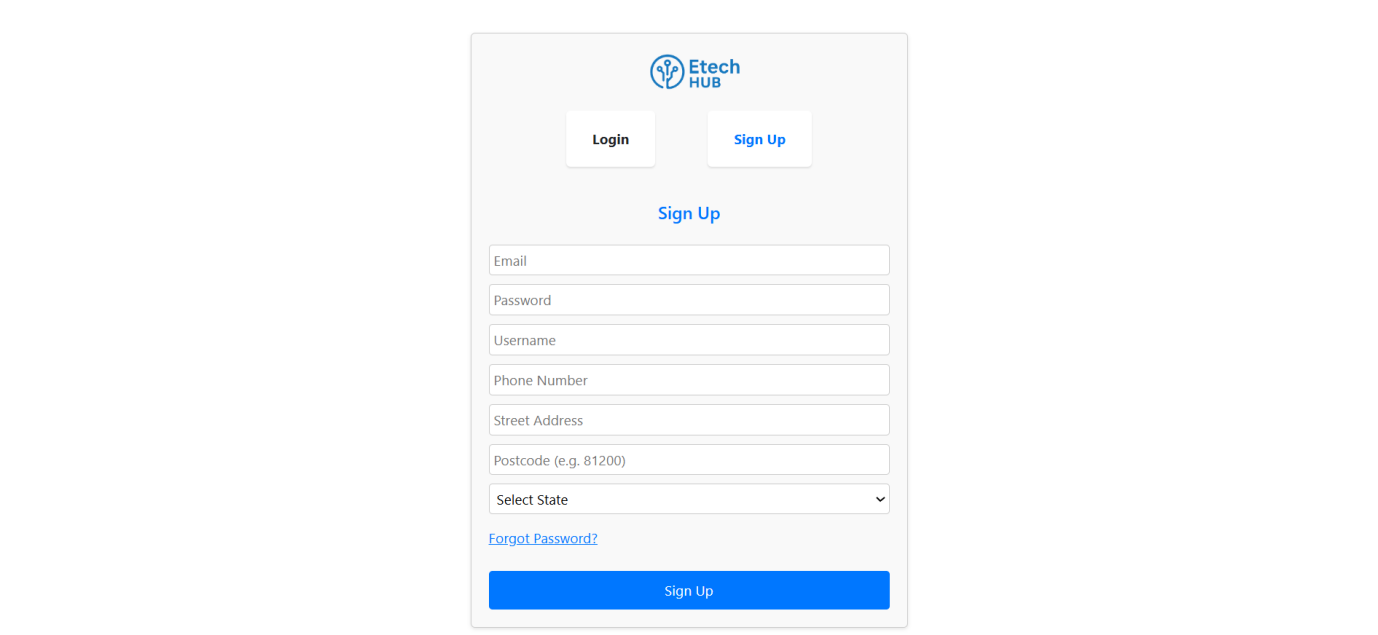 Etech
HUB
Login
Sign Up
Sign Up
Email
Password
Username
Phone Number
Street Address
Postcode (e.g. 81200)
Select State
Forgot Password?
Sign Up